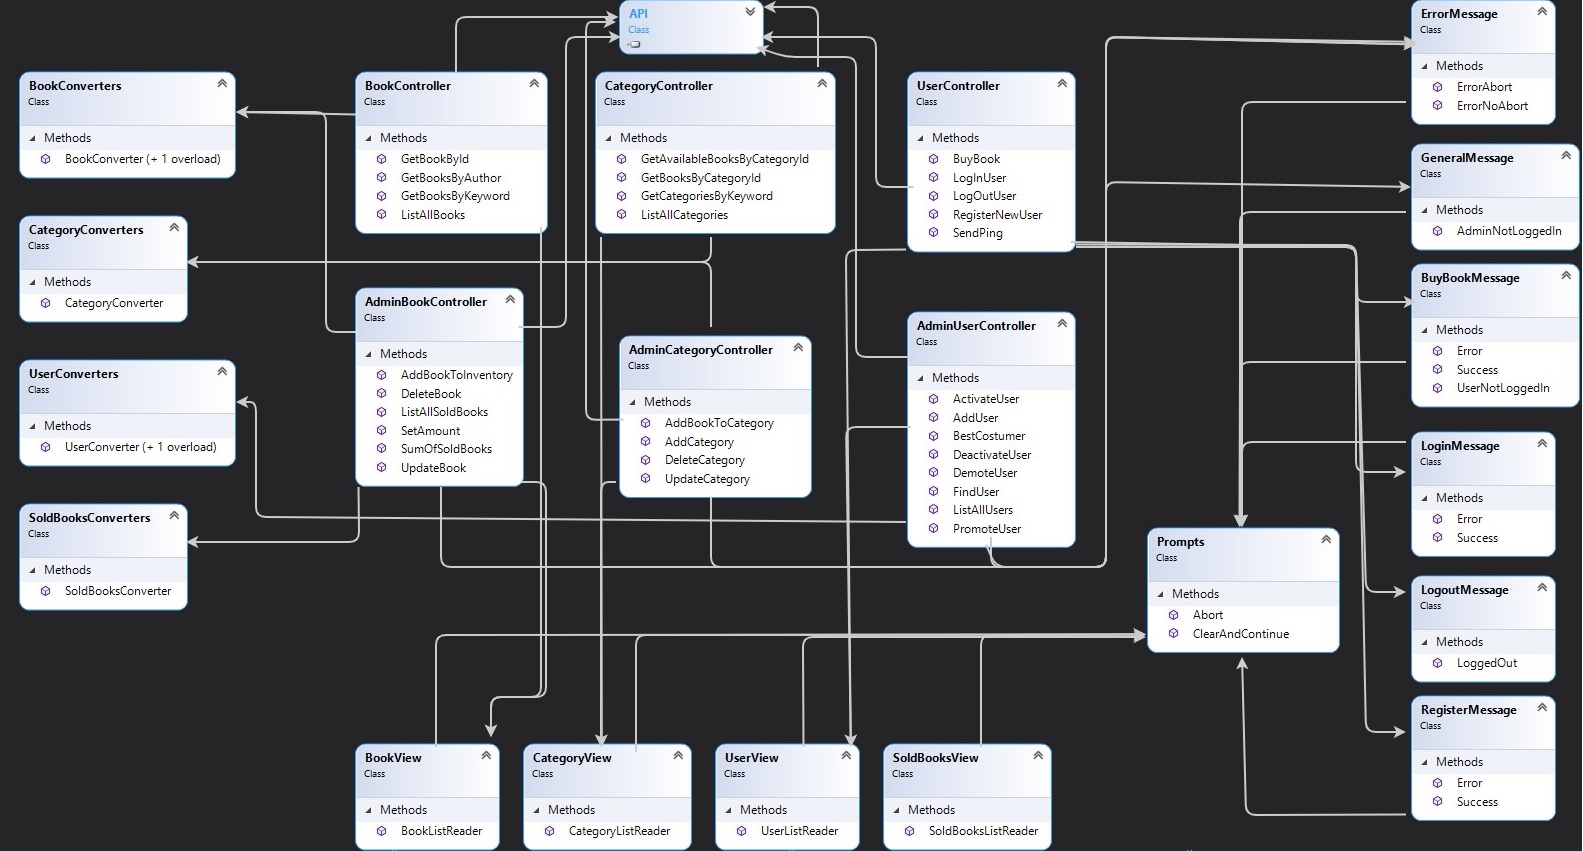 API
Class
BookConverters
Class
Methods
BookConverter (+ 1 overload)
CategoryConverters
Class
Methods
CategoryConverter
UserConverters
Class
Methods
UserConverter (+ 1 overload)
SoldBooksConverters
Class
Methods
SoldBooksConverter
BookController
Class
Methods
GetBookById
GetBooksByAuthor
GetBooksByKeyword
ListAllBooks
AdminBookController
Class
Methods
AddBookToInventory
DeleteBook
ListAllSoldBooks
SetAmount
SumOfSoldBooks
UpdateBook
CategoryController
Class
Methods
GetAvailableBooksByCategoryId
GetBooksByCategoryId
GetCategoriesByKeyword
ListAllCategories
AdminCategoryController
Class
Methods
AddBookToCategory
AddCategory
DeleteCategory
UpdateCategory
UserController
Class
Methods
BuyBook
LogInUser
LogOutUser
RegisterNewUser
SendPing
AdminUserController
Class
Methods
ActivateUser
AddUser
BestCostumer
DeactivateUser
DemoteUser
FindUser
ListAllUsers
PromoteUser
Prompts
Class
Methods
Abort
ClearAndContinue
ErrorMessage
Class
Methods
ErrorAbort
ErrorNoAbort
GeneralMessage
Class
Methods
AdminNotLoggedIn
BuyBookMessage
Class
Methods
Error
Success
UserNotLoggedIn
LoginMessage
Class
Methods
Error
Success
LogoutMessage
Class
Methods
LoggedOut
RegisterMessage
Class
Methods
Error
Success
BookView
Class
Methods
BookListReader
CategoryView
Class
Methods
CategoryListReader
UserView
Class
Methods
UserListReader
SoldBooksView
Class
Methods
SoldBooksListReader